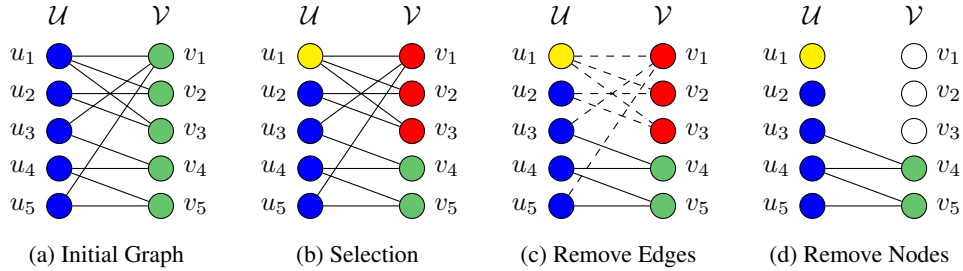 U V U V U V U V
u1 v1 u1 v1 u1 v1 u1 v1
u2 v2 u2 v2 u2 v2 u2 v2
u3 v3 u3 v3 u3 v3 u3 v3
u4 v4 u4 v4 u4 v4 u4 v4
u5 v5 u5 v5 u5 v5 u5 v5
(a) Initial Graph (b) Selection (c) Remove Edges (d) Remove Nodes